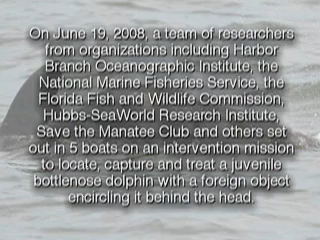 On June 19, 2008, a team of researchers
from organizations including Harbor
Branch Oceanographic Institute, the
National Marine Fisheries Service, the
Florida Fish and Wildlife Commission,
Hubbs-SeaWorld Research Institute,
Save the Manatee Club and others set
out in 5 boats on an intervention mission
to locate, capture and treat a juvenile
bottlenose dolphin with a foreign object
encircling it behind the head.